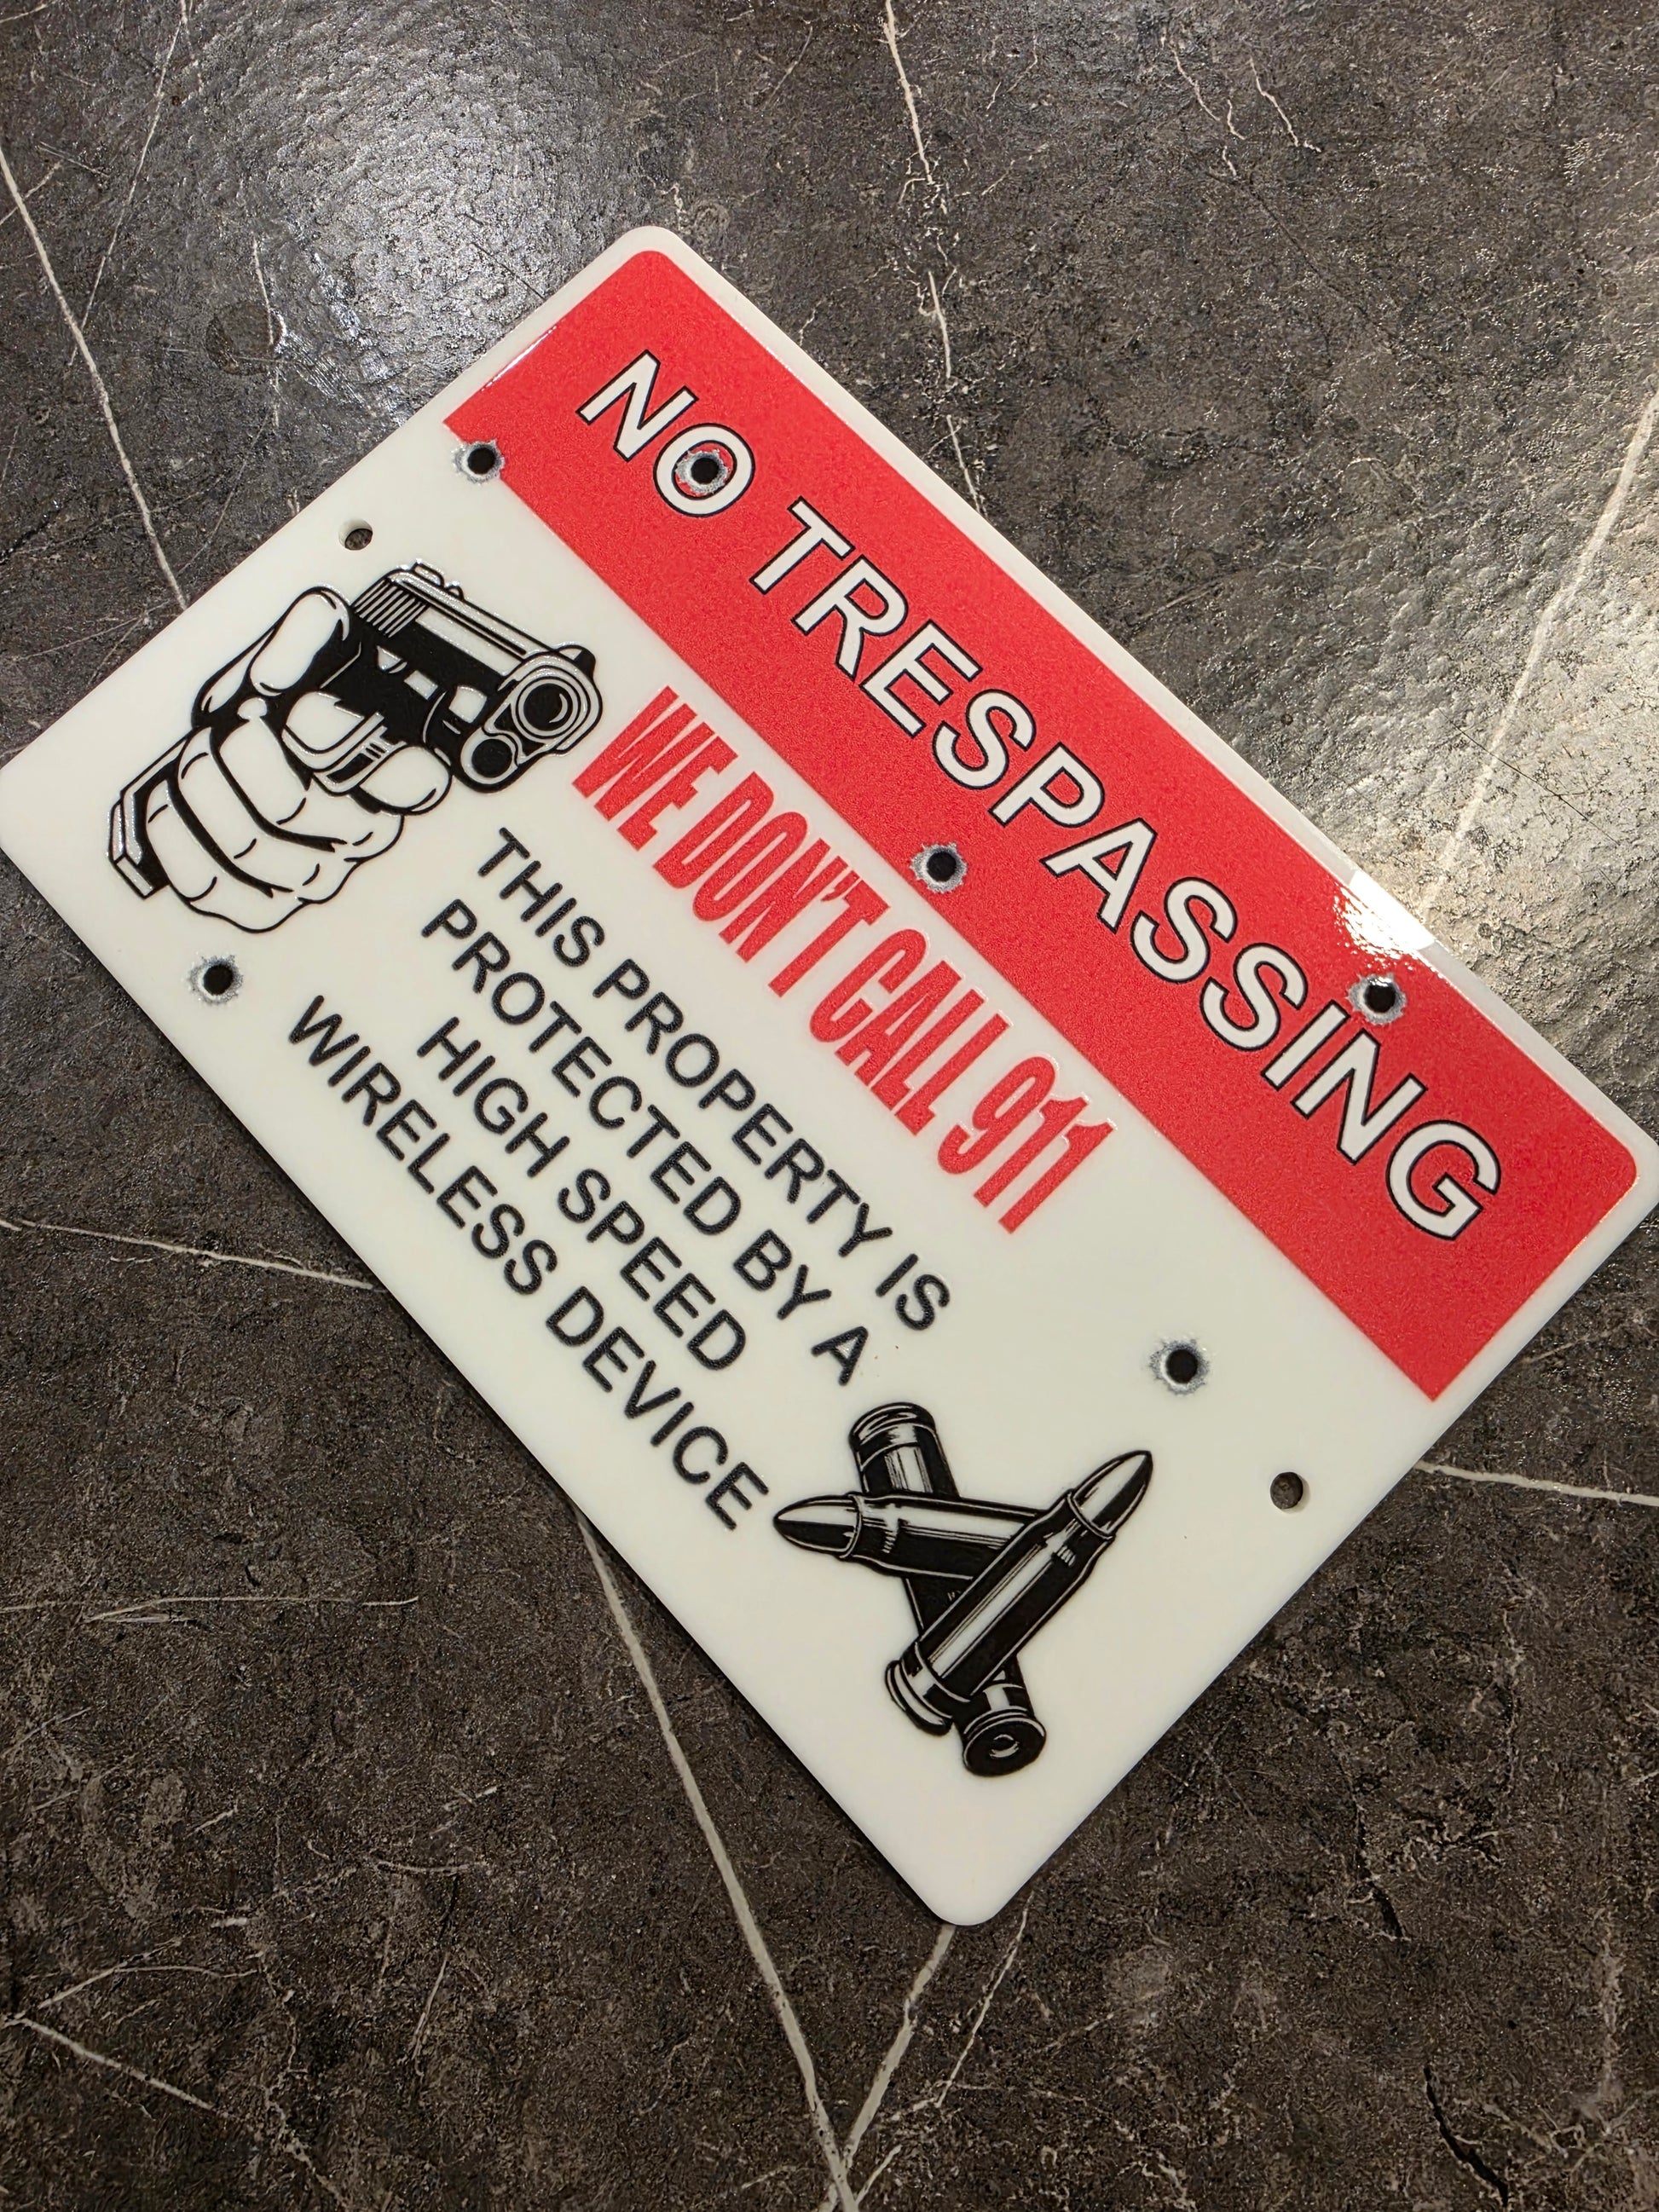 NO TRESPASSING
WE DON'T CALL 911
THIS PROPERTY IS
PROTECTED BY A
HIGH SPEED
WIRELESS DEVICE